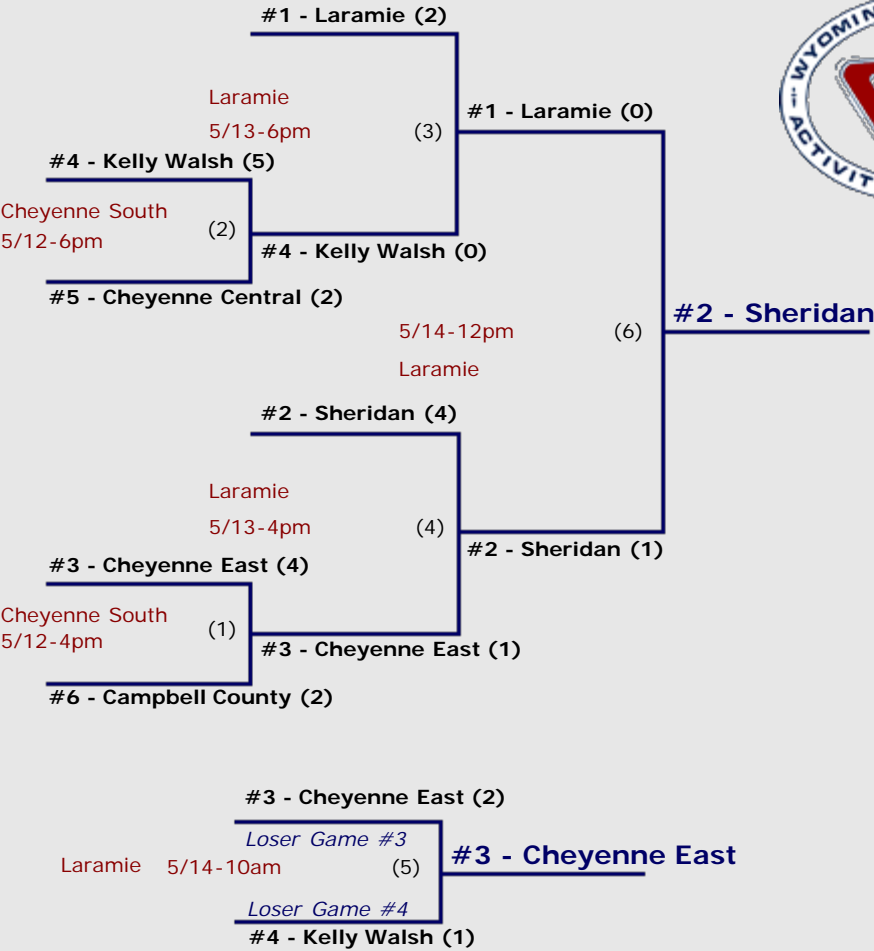 #1 - Laramie (2)
Laramie
5/13-6pm
(3)
#1 - Laramie (0)
#4 - Kelly Walsh (5)
Cheyenne South
5/12-6pm
(2)
#4 - Kelly Walsh (0)
#5 - Cheyenne Central (2)
#2 - Sheridan
5/14-12pm
(6)
Laramie
#2 - Sheridan (4)
Laramie
5/13-4pm
(4)
#2 - Sheridan (1)
#3 - Cheyenne East (4)
Cheyenne South
5/12-4pm
(1)
#3 - Cheyenne East (1)
#6 - Campbell County (2)
#3 - Cheyenne East (2)
Loser Game #3
Laramie 5/14-10am
(5)
#3 - Cheyenne East
Loser Game #4
#4 - Kelly Walsh (1)